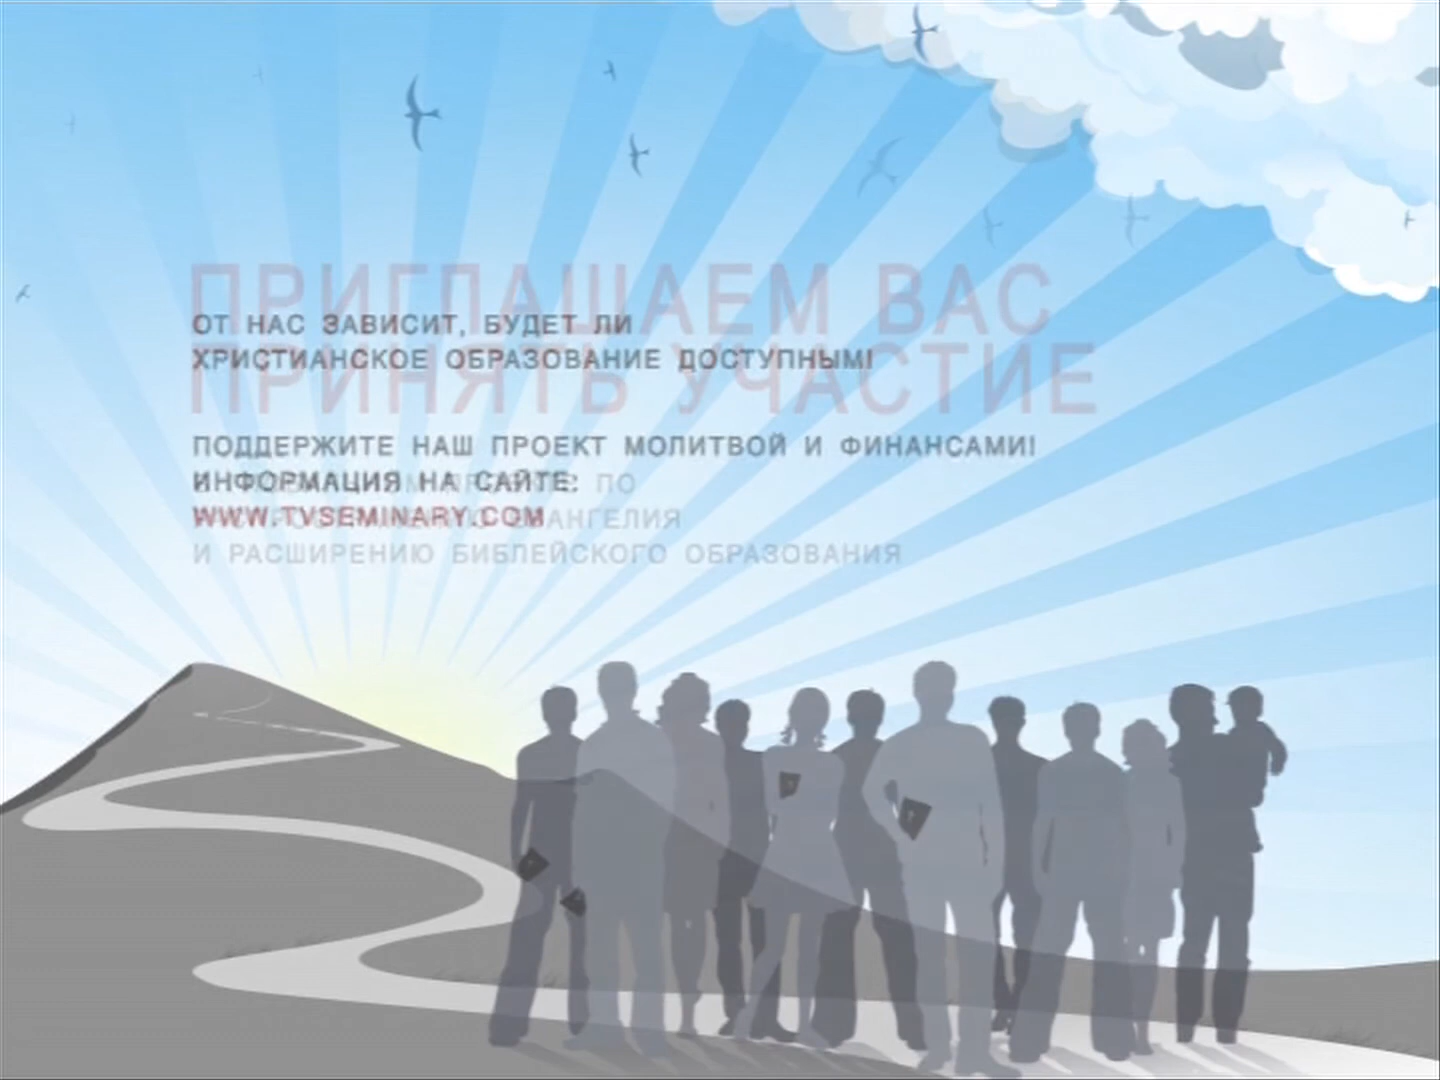 ПРИГЛАШАЕМ ВАС
ОТ НАС ЗАВИСИТ, БУДЕТ ЛИ
ХРИСТИАНСКОЕ ОБРАЗОВАНИЕ ДОСТУПНЫМ!
ПРИНЯТЬ УЧАСТИЕ
ПОДДЕРЖИТЕ НАШ ПРОЕКТ МОЛИТВОЙ И ФИНАНСАМИ!
ИНФОРМАЦИЯ НА САЙТЕ:
ПО
WWW.TVSEMINARY.COM
ЕВАНГЕЛИЯ
И РАСШИРЕНИЮ БИБЛЕЙСКОГО ОБРАЗОВАНИЯ